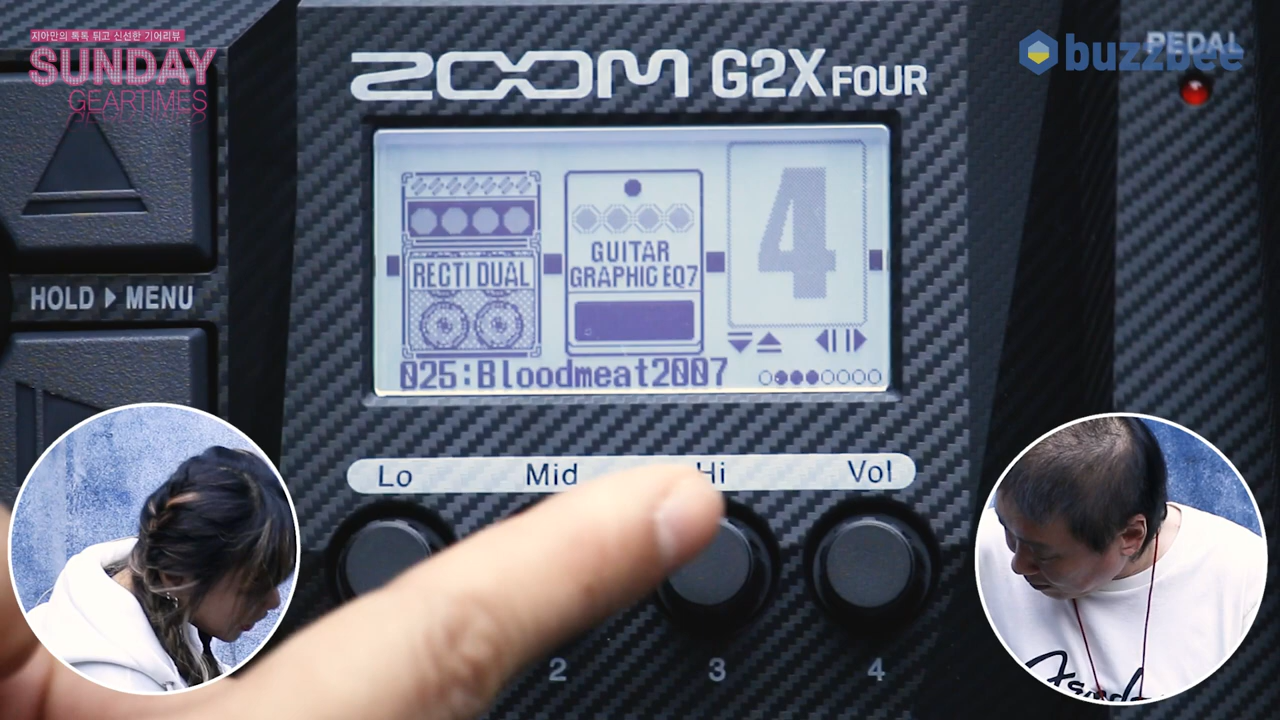 지아만의 톡톡 튀고 신선한 기어리뷰
SUNDAY
GEARTIMES
ZOOM G2X FOUR
PEDAL
buzzbee
HOLD ▶ MENU
RECTI DUAL
GUITAR
GRAPHIC EQ7
4
025:Bloodmeat2007
Lo Mid Hi Vol
2 3 4